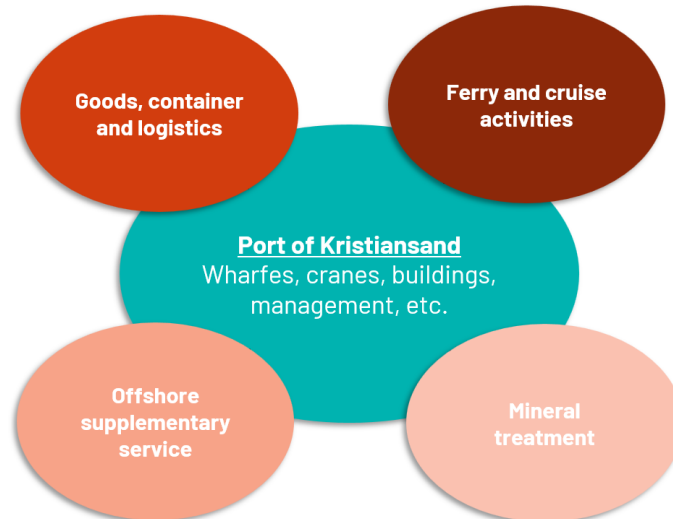 Goods, container
and logistics
Ferry and cruise
activities
Port of Kristiansand
Wharfes, cranes, buildings,
management, etc.
Offshore
supplementary
service
Mineral
treatment